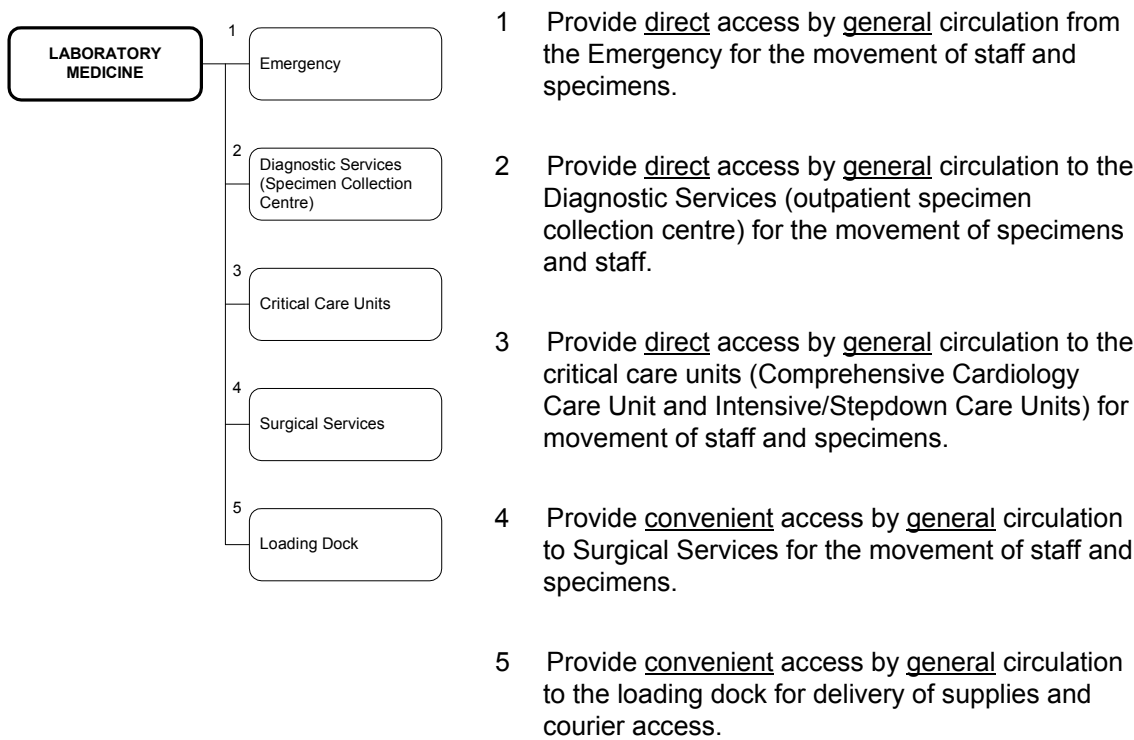 LABORATORY
MEDICINE
1
Emergency
2
Diagnostic Services
(Specimen Collection
Centre)
3
Critical Care Units
4
Surgical Services
5
Loading Dock
1 Provide direct access by general circulation from
the Emergency for the movement of staff and
specimens.
2 Provide direct access by general circulation to the
Diagnostic Services (outpatient specimen
collection centre) for the movement of specimens
and staff.
3 Provide direct access by general circulation to the
critical care units (Comprehensive Cardiology
Care Unit and Intensive/Stepdown Care Units) for
movement of staff and specimens.
4 Provide convenient access by general circulation
to Surgical Services for the movement of staff and
specimens.
5 Provide convenient access by general circulation
to the loading dock for delivery of supplies and
courier access.